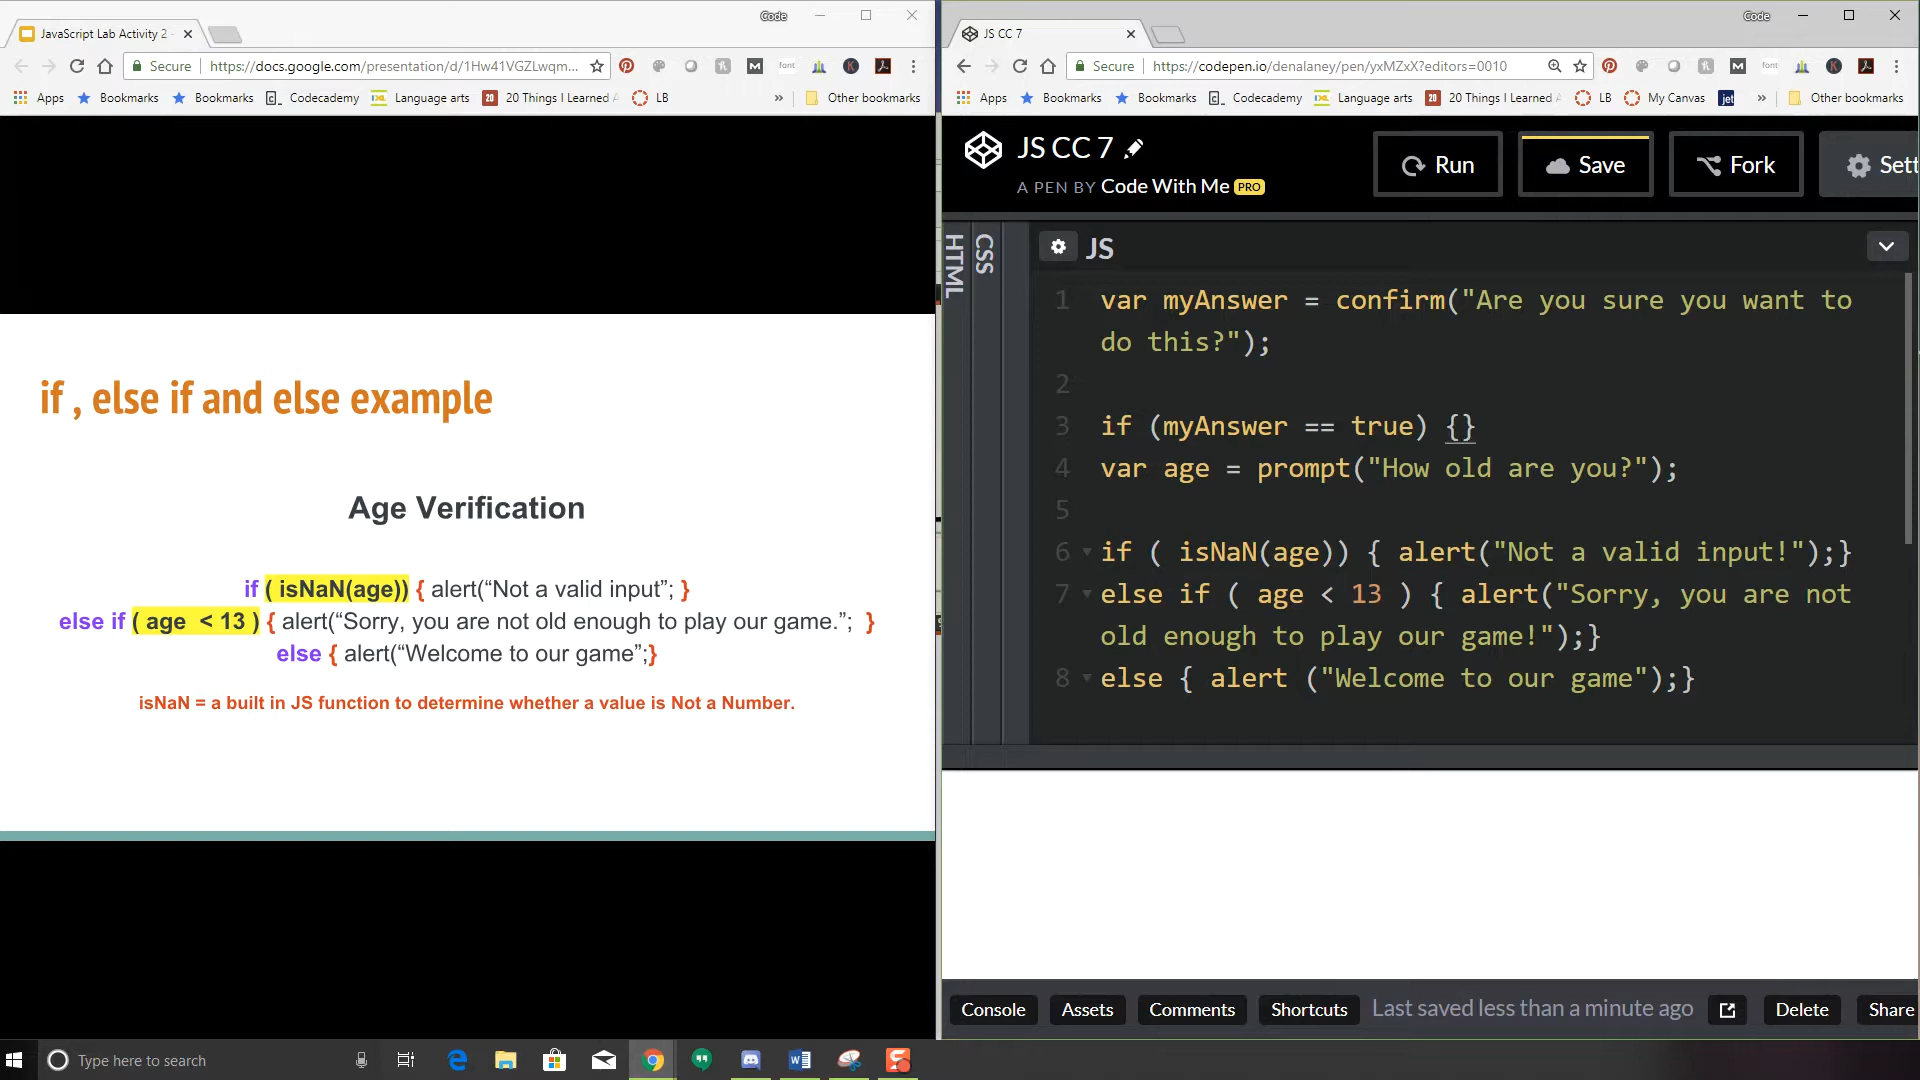 Code
JavaScript Lab Activity 2 -
Secure
https://docs.google.com/presentation/d/1Hw41VGZLwqm...
Apps
Bookmarks
Bookmarks
Codecademy
Language arts
20 Things I Learned
LB
»
Other bookmarks
if , else if and else example
Age Verification
if ( isNaN(age)) { alert(“Not a valid input”; }
else if ( age < 13 ) { alert(“Sorry, you are not old enough to play our game.”; }
else { alert(“Welcome to our game”;}
isNaN = a built in JS function to determine whether a value is Not a Number.
Code
JS CC 7
Secure
https://codepen.io/denalaney/pen/yxMZxX?editors=0010
Apps
Bookmarks
Bookmarks
Codecademy
Language arts
20 Things I Learned
LB
My Canvas
jet
»
Other bookmarks
JS CC 7
A PEN BY Code With Me PRO
Run
Save
Fork
Sett
HTML
CSS
JS
1 var myAnswer = confirm("Are you sure you want to
do this?");
2
3 if (myAnswer == true) {}
4 var age = prompt("How old are you?");
5
6 if ( isNaN(age)) { alert("Not a valid input!");}
7 else if ( age < 13 ) { alert("Sorry, you are not
old enough to play our game!");}
8 else { alert ("Welcome to our game");}
Console
Assets
Comments
Shortcuts
Last saved less than a minute ago
Delete
Share
Type here to search